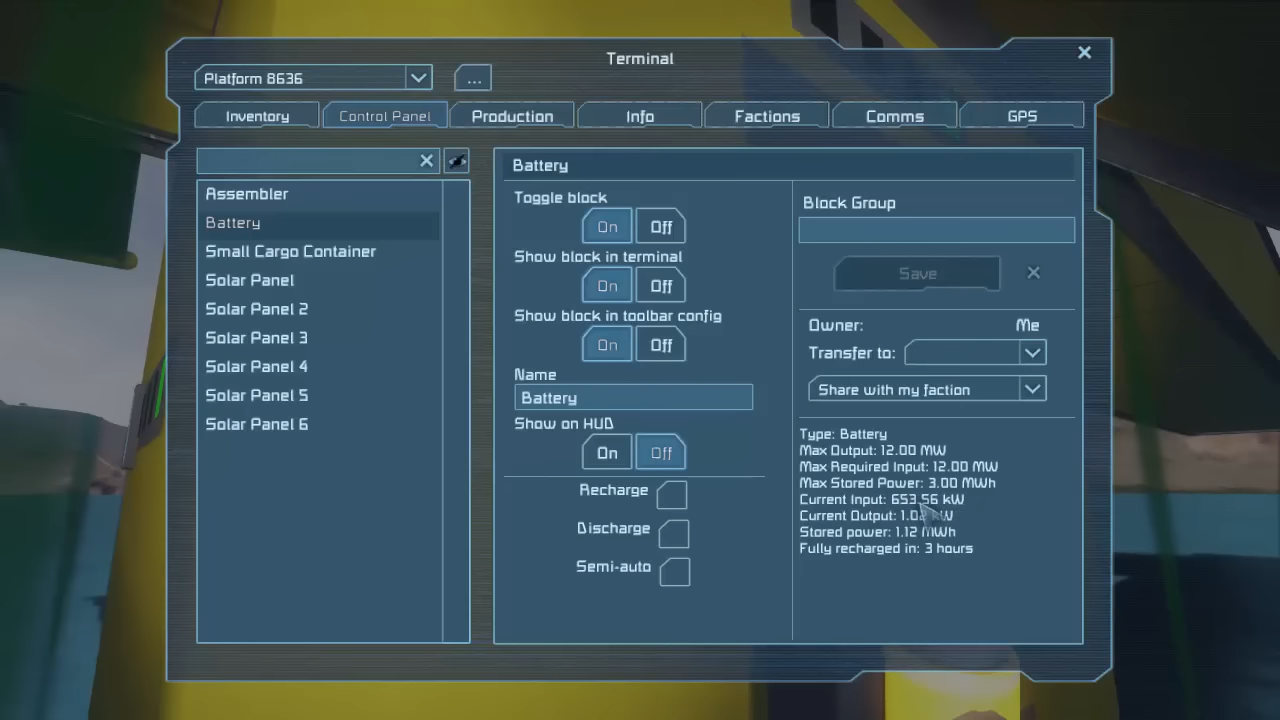 Terminal
Platform 8636
...
Inventory
Control Panel
Production
Info
Factions
Comms
GPS
Assembler
Battery
Small Cargo Container
Solar Panel
Solar Panel 2
Solar Panel 3
Solar Panel 4
Solar Panel 5
Solar Panel 6
Battery
Toggle block
On Off
Show block in terminal
On Off
Show block in toolbar config
On Off
Name
Battery
Show on HUD
On Off
Recharge
Discharge
Semi-auto
Block Group
Save
Owner: Me
Transfer to:
Share with my faction
Type: Battery
Max Output: 12.00 MW
Max Required Input: 12.00 MW
Max Stored Power: 3.00 MWh
Current Input: 653.56 kW
Current Output:
Stored power: 1.12 MWh
Fully recharged in: 3 hours